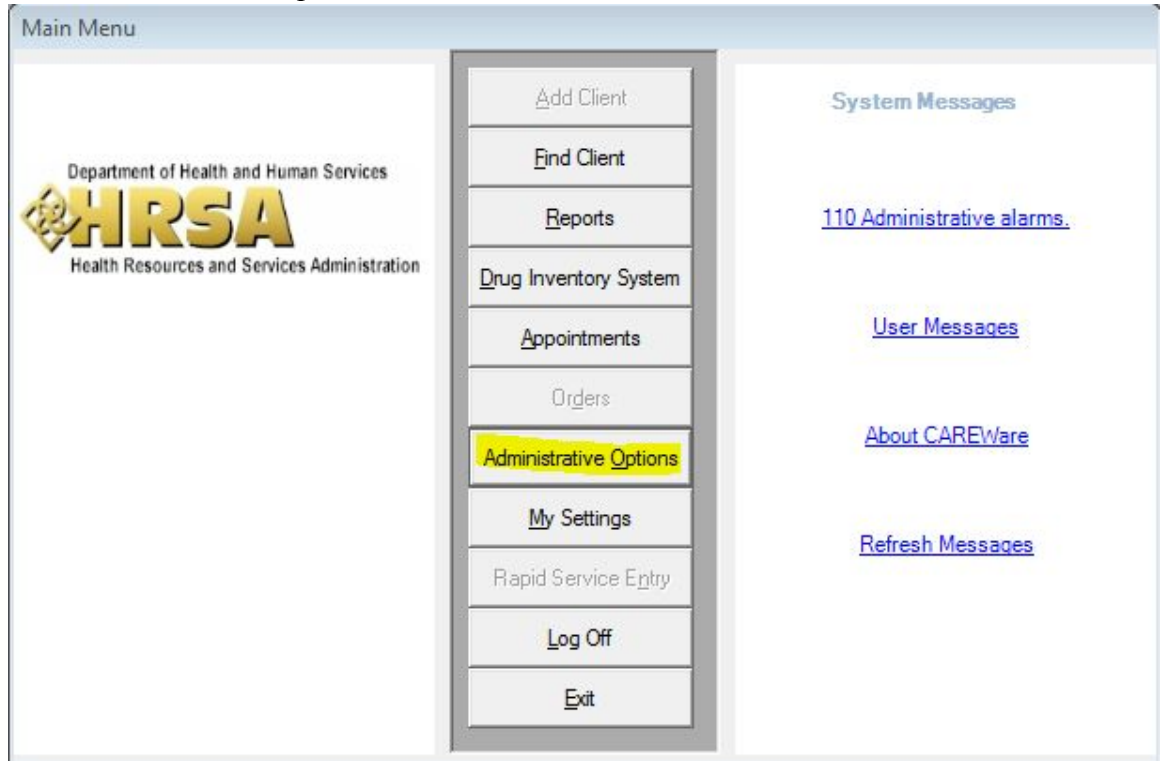 Main Menu
Department of Health and Human Services
HRSA
Health Resources and Services Administration
Add Client
Find Client
Reports
Drug Inventory System
Appointments
Orders
Administrative Options
My Settings
Rapid Service Entry
Log Off
Exit
System Messages
110 Administrative alarms.
User Messages
About CAREWare
Refresh Messages